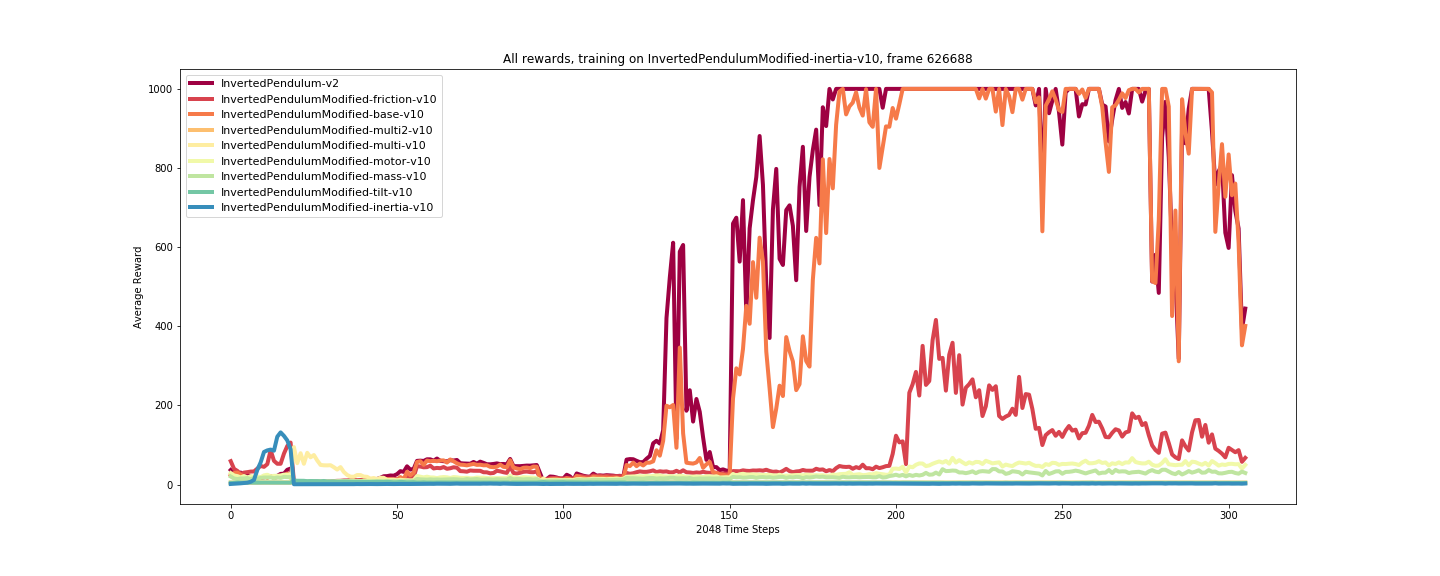 All rewards, training on InvertedPendulumModified-inertia-v10, frame 626688
InvertedPendulum-v2
InvertedPendulumModified-friction-v10
InvertedPendulumModified-base-v10
InvertedPendulumModified-multi2-v10
InvertedPendulumModified-multi-v10
InvertedPendulumModified-motor-v10
InvertedPendulumModified-mass-v10
InvertedPendulumModified-tilt-v10
InvertedPendulumModified-inertia-v10
Average Reward
1000
800
600
400
200
0
0 50 100 150 200 250 300
2048 Time Steps